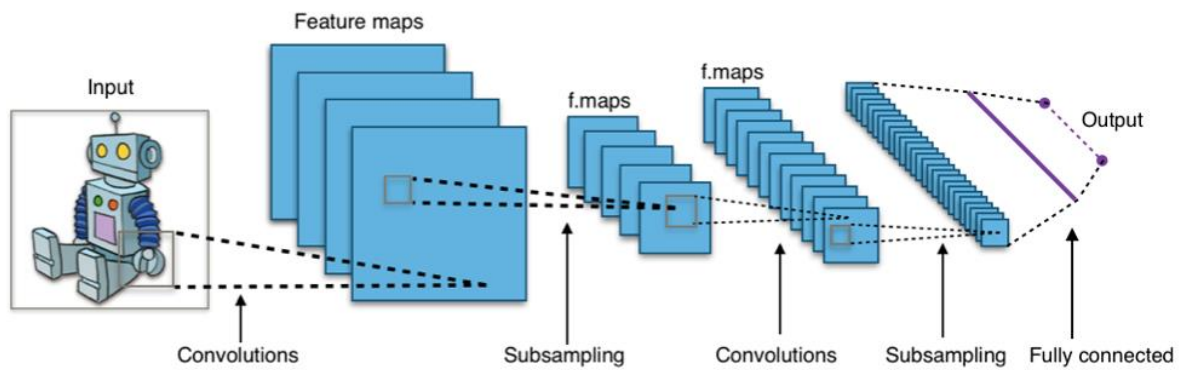 Feature maps
f.maps
Input
f.maps
Output
Convolutions
Subsampling
Convolutions
Subsampling
Fully connected